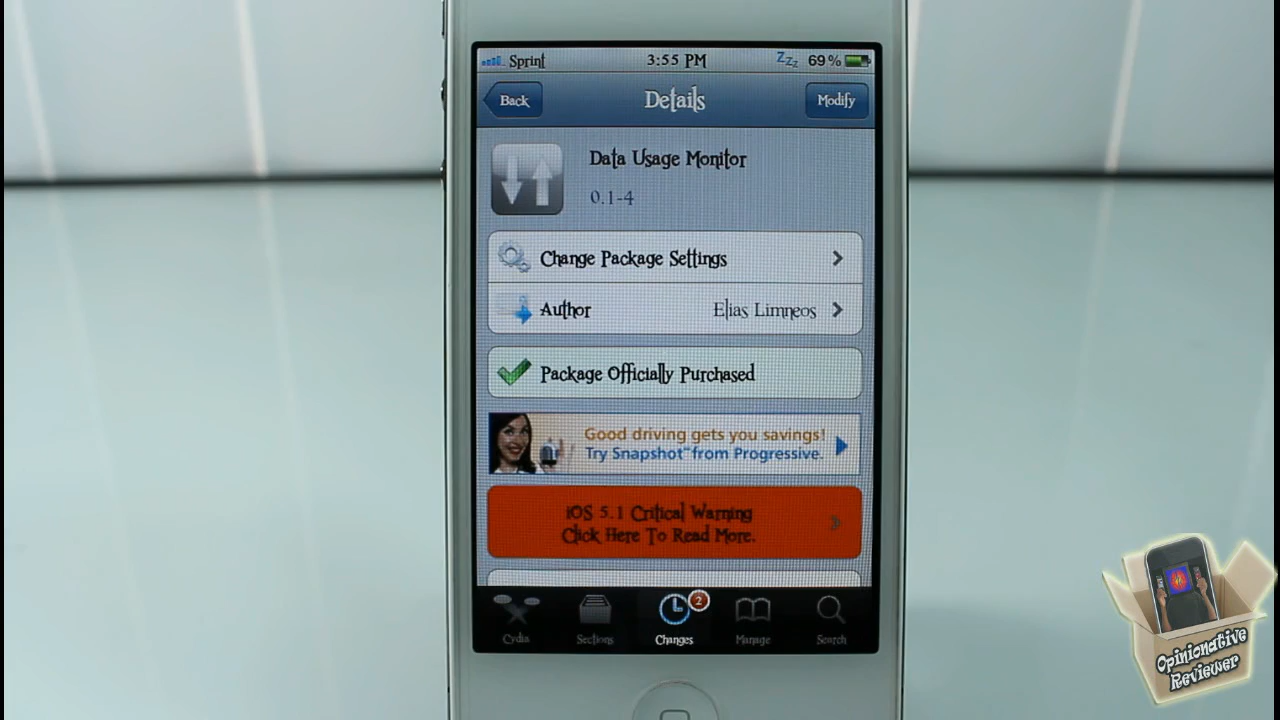 Sprint 3:55 PM Zzz 69%
Back Details Modify
Data Usage Monitor
0.1-4
Change Package Settings
Author Elias Limneos
Package Officially Purchased
Good driving gets you savings!
Try Snapshot™ from Progressive.
iOS 5.1 Critical Warning
Click Here To Read More.
2
Cydia Sections Changes Manage Search
Opinionative
Reviewer